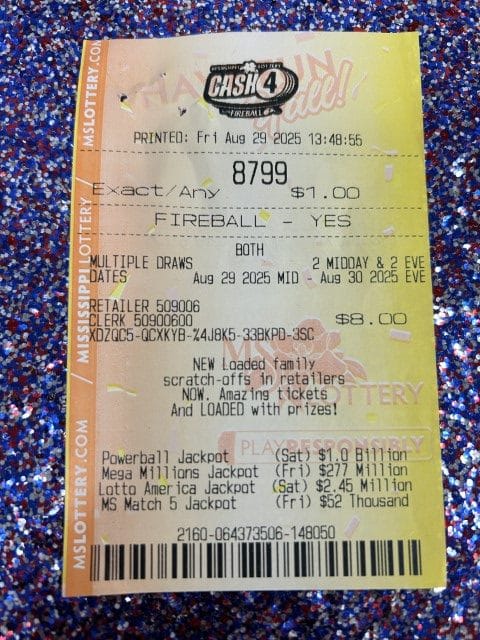 MSLOTTERY.COM / MISSISSIPPI LOTTERY / MSLOTTERY.COM
MISSISSIPPI LOTTERY
CASH 4
FIREBALL
PRINTED: Fri Aug 29 2025 13:48:55
8799
Exact/Any $1.00
FIREBALL - YES
BOTH
MULTIPLE DRAWS 2 MIDDAY & 2 EVE
DATES Aug 29 2025 MID - Aug 30 2025 EVE
RETAILER 509006
CLERK 50900600 $8.00
XDZQC5-QCXKYB-%4J8K5-33BKPD-3SC
NEW Loaded family
scratch-offs in retailers
NOW. Amazing tickets
And LOADED with prizes!
MS LOTTERY
PLAY RESPONSIBLY
Powerball Jackpot (Sat) $1.0 Billion
Mega Millions Jackpot (Fri) $277 Million
Lotto America Jackpot (Sat) $2.45 Million
MS Match 5 Jackpot (Fri) $52 Thousand
2160-064373506-148050